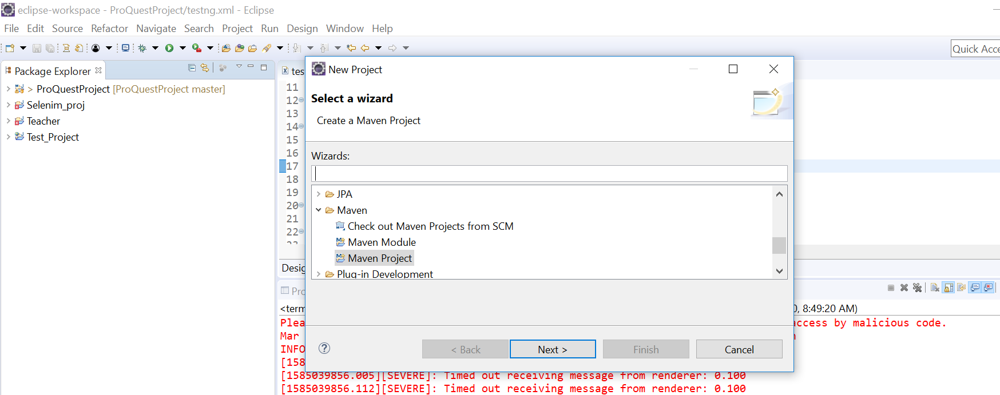 eclipse-workspace - ProQuestProject/testng.xml - Eclipse
File Edit Source Refactor Navigate Search Project Run Design Window Help
Quick Acce
Package Explorer
> ProQuestProject [ProQuestProject master]
Selenim_proj
Teacher
Test_Project
tes
11
12
13
14
15
16
17
18
19
20
21
22
23
Desig
Pro
New Project
Select a wizard
Create a Maven Project
Wizards:
JPA
Maven
Check out Maven Projects from SCM
Maven Module
Maven Project
Plug-in Development
< Back Next > Finish Cancel
<term 0, 8:49:20 AM)
Plea access by malicious code.
Mar
INFO
[158
[1585039856.005][SEVERE]: Timed out receiving message from renderer: 0.100
[1585039856.112][SEVERE]: Timed out receiving message from renderer: 0.100